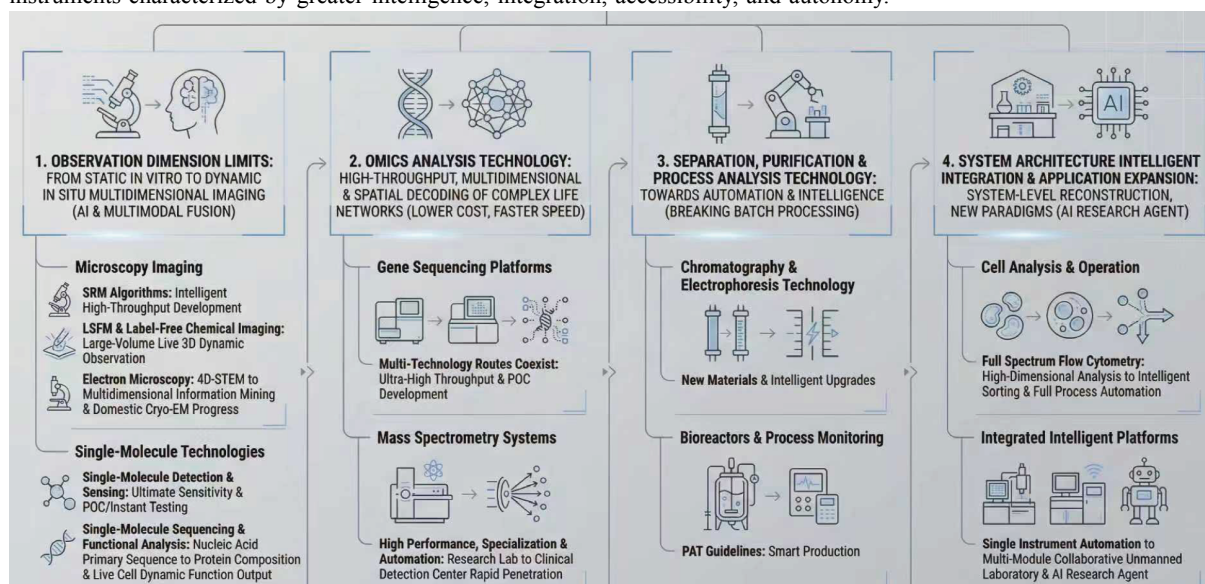 instruments characterized by greater intelligence, integration, accessibility, and autonomy.
1. OBSERVATION DIMENSION LIMITS:
FROM STATIC IN VITRO TO DYNAMIC
IN SITU MULTIDIMENSIONAL IMAGING
(AI & MULTIMODAL FUSION)
Microscopy Imaging
SRM Algorithms: Intelligent
High-Throughput Development
LSFM & Label-Free Chemical Imaging:
Large-Volume Live 3D Dynamic
Observation
Electron Microscopy: 4D-STEM to
Multidimensional Information Mining
& Domestic Cryo-EM Progress
Single-Molecule Technologies
Single-Molecule Detection &
Sensing: Ultimate Sensitivity &
POC/Instant Testing
Single-Molecule Sequencing &
Functional Analysis: Nucleic Acid
Primary Sequence to Protein Composition
& Live Cell Dynamic Function Output
2. OMICS ANALYSIS TECHNOLOGY:
HIGH-THROUGHPUT, MULTIDIMENSIONAL
& SPATIAL DECODING OF COMPLEX LIFE
NETWORKS (LOWER COST, FASTER SPEED)
Gene Sequencing Platforms
Multi-Technology Routes Coexist:
Ultra-High Throughput & POC
Development
Mass Spectrometry Systems
High Performance, Specialization &
Automation: Research Lab to Clinical
Detection Center Rapid Penetration
3. SEPARATION, PURIFICATION &
PROCESS ANALYSIS TECHNOLOGY:
TOWARDS AUTOMATION & INTELLIGENCE
(BREAKING BATCH PROCESSING)
Chromatography &
Electrophoresis Technology
New Materials & Intelligent Upgrades
Bioreactors & Process Monitoring
PAT Guidelines: Smart Production
AI
4. SYSTEM ARCHITECTURE INTELLIGENT
INTEGRATION & APPLICATION EXPANSION:
SYSTEM-LEVEL RECONSTRUCTION,
NEW PARADIGMS (AI RESEARCH AGENT)
Cell Analysis & Operation
Full Spectrum Flow Cytometry:
High-Dimensional Analysis to Intelligent
Sorting & Full Process Automation
Integrated Intelligent Platforms
Single Instrument Automation to
Multi-Module Collaborative Unmanned
Laboratory & AI Research Agent